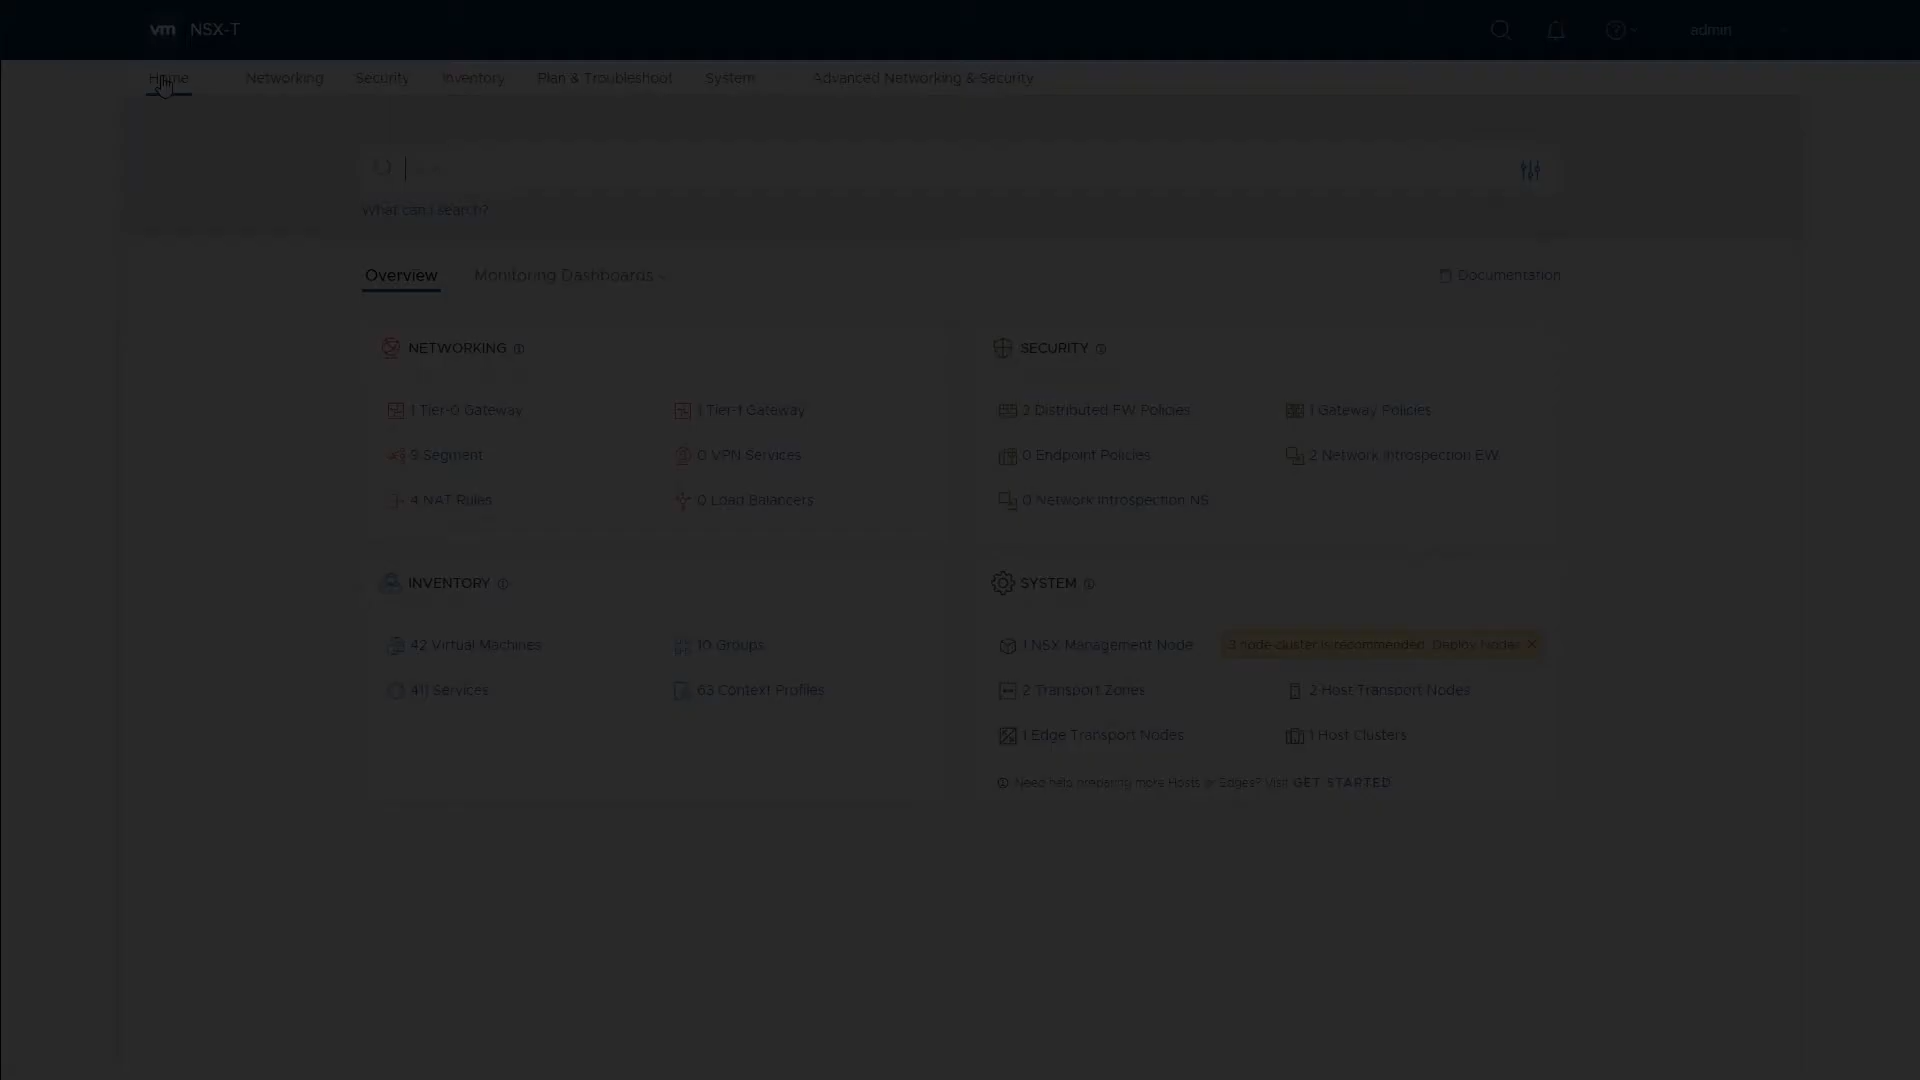 vm NSX-T admin
Home Networking Security Inventory Plan & Troubleshoot System Advanced Networking & Security
What can I search?
Overview Monitoring Dashboards Documentation
NETWORKING
1 Tier-0 Gateway 1 Tier-1 Gateway
9 Segment 0 VPN Services
4 NAT Rules 0 Load Balancers
SECURITY
2 Distributed FW Policies 1 Gateway Policies
0 Endpoint Policies 2 Network Introspection EW
0 Network Introspection NS
INVENTORY
42 Virtual Machines 10 Groups
411 Services 63 Context Profiles
SYSTEM
1 NSX Management Node 3 node cluster is recommended. Deploy Nodes
2 Transport Zones 2 Host Transport Nodes
1 Edge Transport Nodes 1 Host Clusters
Need help preparing more Hosts or Edges? Visit GET STARTED